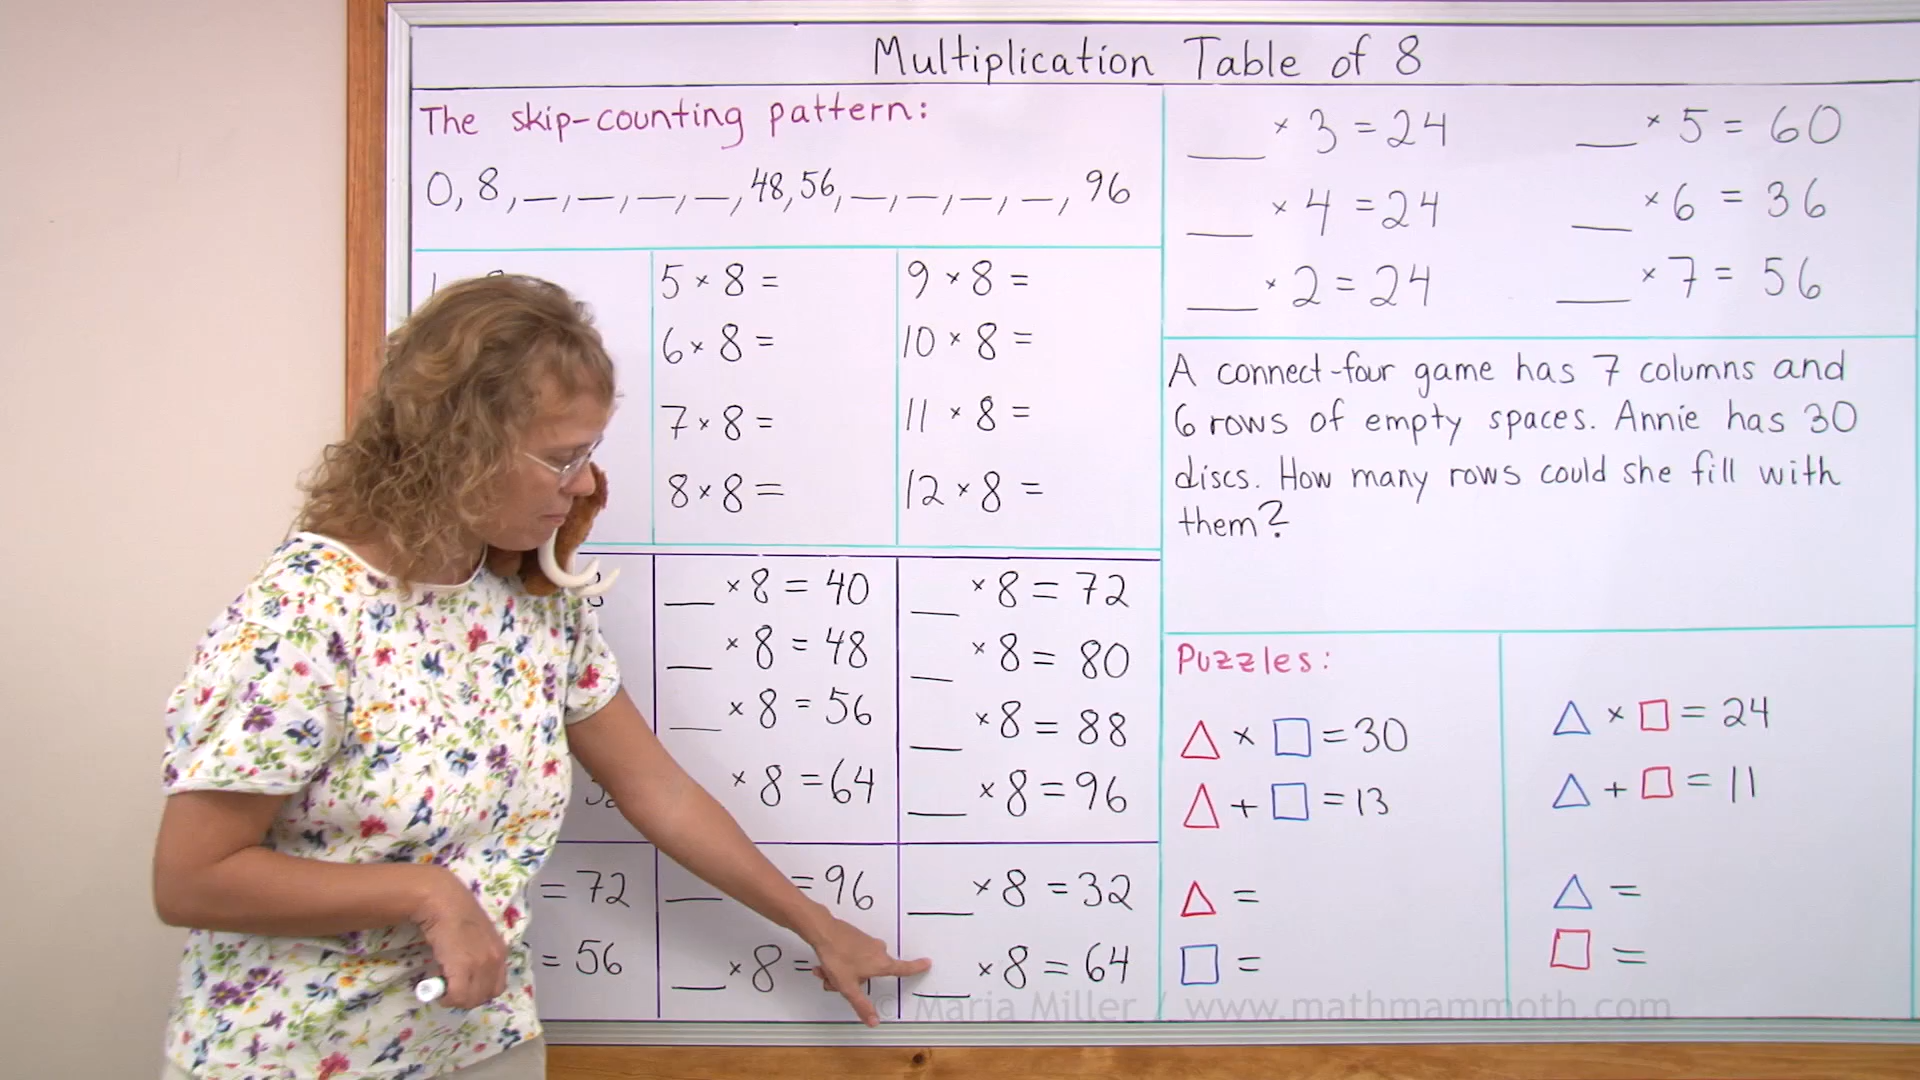 Multiplication Table of 8
The skip-counting pattern:
0, 8, __, __, __, __, 48, 56, __, __, __, __, 96
5 × 8 =
6 × 8 =
7 × 8 =
8 × 8 =
9 × 8 =
10 × 8 =
11 × 8 =
12 × 8 =
__ × 8 = 40
__ × 8 = 48
__ × 8 = 56
× 8 = 64
__ × 8 = 72
__ × 8 = 80
__ × 8 = 88
__ × 8 = 96
= 72
= 56
__ = 96
__ × 8 =
__ × 8 = 32
__ × 8 = 64
__ × 3 = 24
__ × 4 = 24
__ × 2 = 24
__ × 5 = 60
__ × 6 = 36
__ × 7 = 56
A connect-four game has 7 columns and
6 rows of empty spaces. Annie has 30
discs. How many rows could she fill with
them?
Puzzles:
△ × □ = 30
△ + □ = 13
△ =
□ =
△ × □ = 24
△ + □ = 11
△ =
□ =
© Maria Miller / www.mathmammoth.com